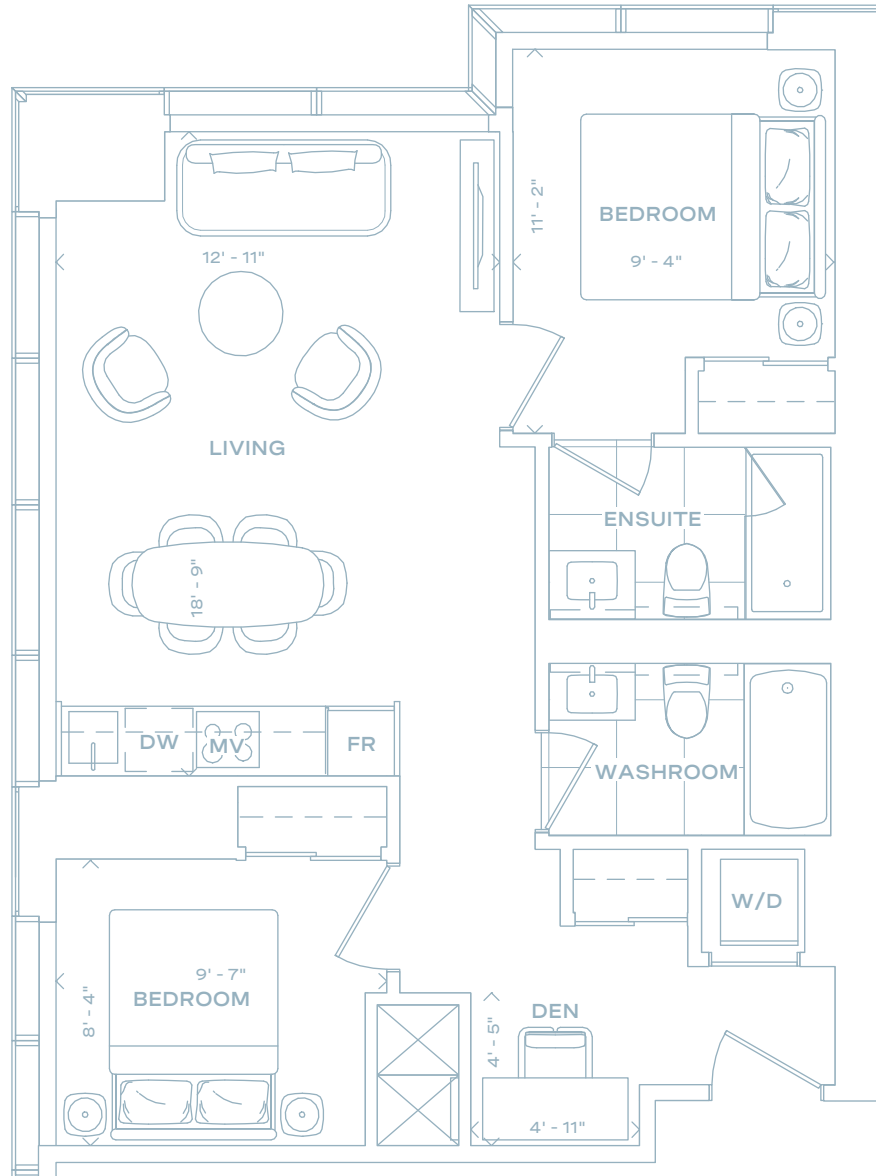 11' - 2"
BEDROOM
9' - 4"
12' - 11"
LIVING
ENSUITE
18' - 9"
DW
MV
FR
WASHROOM
W/D
9' - 7"
BEDROOM
8' - 4"
DEN
4' - 5"
4' - 11"